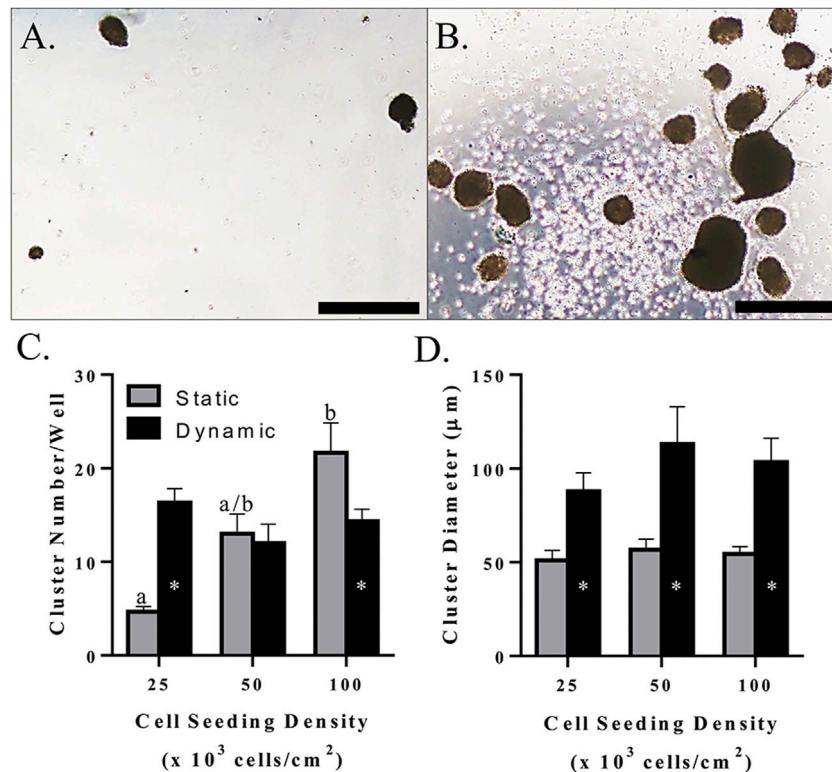 A.
B.
C.
Cluster Number/Well
30
20
10
0
Static
Dynamic
a
*
a/b
b
*
25
50
100
Cell Seeding Density
(x 10³ cells/cm²)
D.
Cluster Diameter (µm)
150
100
50
0
*
*
*
25
50
100
Cell Seeding Density
(x 10³ cells/cm²)